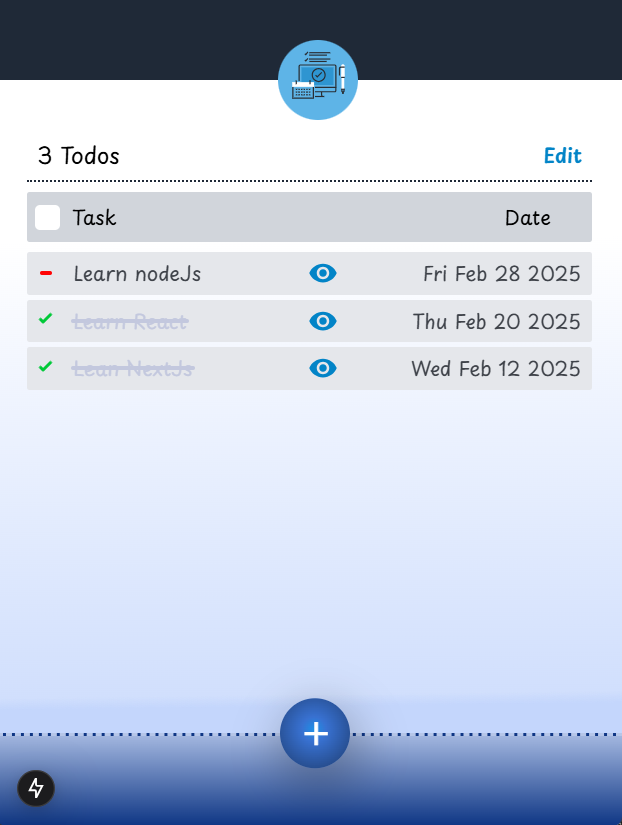 3 Todos Edit
Task Date
Learn nodeJs Fri Feb 28 2025
Learn React Thu Feb 20 2025
Lean NextJs Wed Feb 12 2025
+